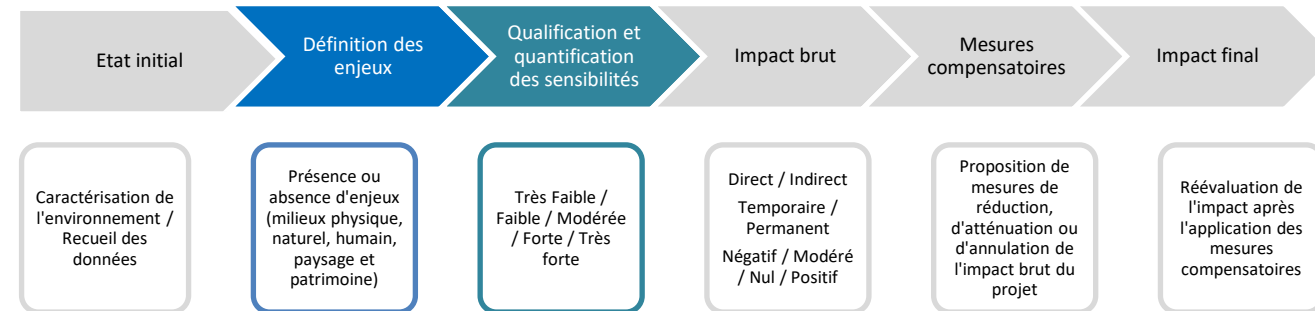 Etat initial
Définition des
enjeux
Qualification et
quantification
des sensibilités
Impact brut
Mesures
compensatoires
Impact final
Caractérisation de
l'environnement /
Recueil des
données
Présence ou
absence d'enjeux
(milieux physique,
naturel, humain,
paysage et
patrimoine)
Très Faible /
Faible / Modérée
/ Forte / Très
forte
Direct / Indirect
Temporaire /
Permanent
Négatif / Modéré
/ Nul / Positif
Proposition de
mesures de
réduction,
d'atténuation ou
d'annulation de
l'impact brut du
projet
Réévaluation de
l'impact après
l'application des
mesures
compensatoires